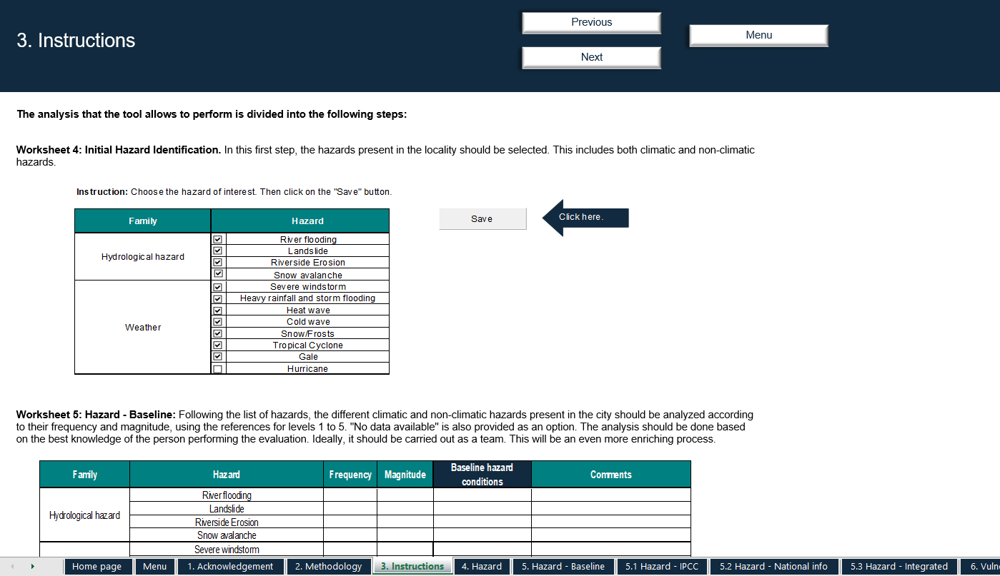 3. Instructions
Previous
Next
Menu
The analysis that the tool allows to perform is divided into the following steps:
Worksheet 4: Initial Hazard Identification. In this first step, the hazards present in the locality should be selected. This includes both climatic and non-climatic
hazards.
Instruction: Choose the hazard of interest. Then click on the "Save" button.
Family Hazard
Save
Click here.
Hydrological hazard
River flooding
Landslide
Riverside Erosion
Snow avalanche
Weather
Severe windstorm
Heavy rainfall and storm flooding
Heat wave
Cold wave
Snow/Frosts
Tropical Cyclone
Gale
Hurricane
Worksheet 5: Hazard - Baseline: Following the list of hazards, the different climatic and non-climatic hazards present in the city should be analyzed according
to their frequency and magnitude, using the references for levels 1 to 5. "No data available" is also provided as an option. The analysis should be done based
on the best knowledge of the person performing the evaluation. Ideally, it should be carried out as a team. This will be an even more enriching process.
Family Hazard Frequency Magnitude Baseline hazard
conditions Comments
Hydrological hazard
River flooding
Landslide
Riverside Erosion
Snow avalanche
Severe windstorm
Home page Menu 1. Acknowledgement 2. Methodology 3. Instructions 4. Hazard 5. Hazard - Baseline 5.1 Hazard - IPCC 5.2 Hazard - National info 5.3 Hazard - Integrated 6. Vuln